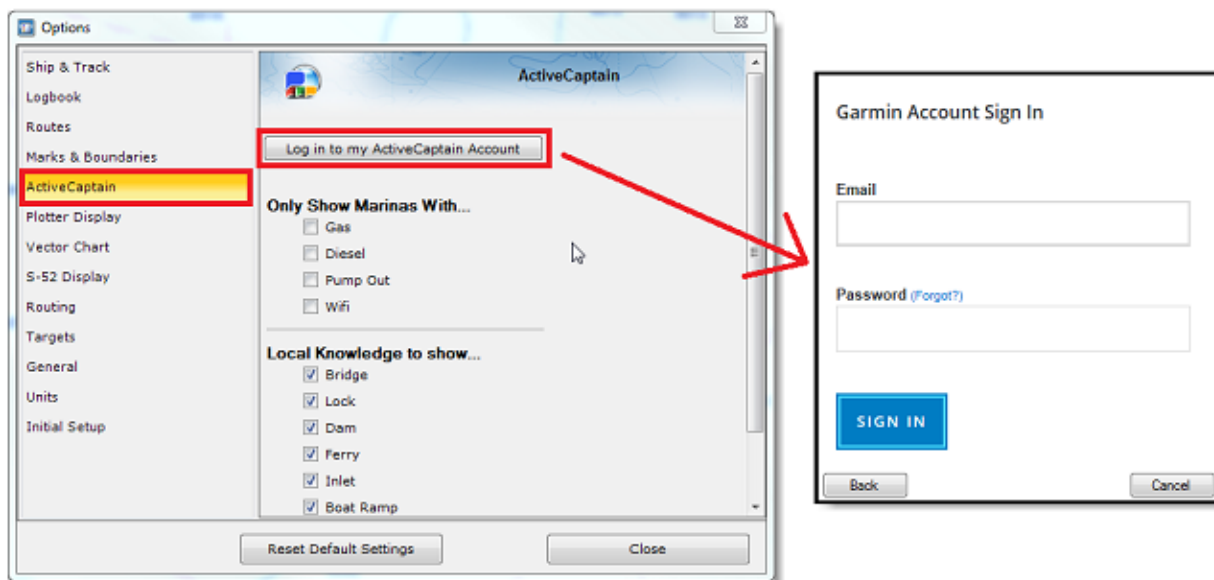 Options
Ship & Track
Logbook
Routes
Marks & Boundaries
ActiveCaptain
Plotter Display
Vector Chart
S-52 Display
Routing
Targets
General
Units
Initial Setup
ActiveCaptain
Log in to my ActiveCaptain Account
Only Show Marinas With...
Gas
Diesel
Pump Out
Wifi
Local Knowledge to show...
Bridge
Lock
Dam
Ferry
Inlet
Boat Ramp
Reset Default Settings
Close
Garmin Account Sign In
Email
Password (Forgot?)
SIGN IN
Back
Cancel